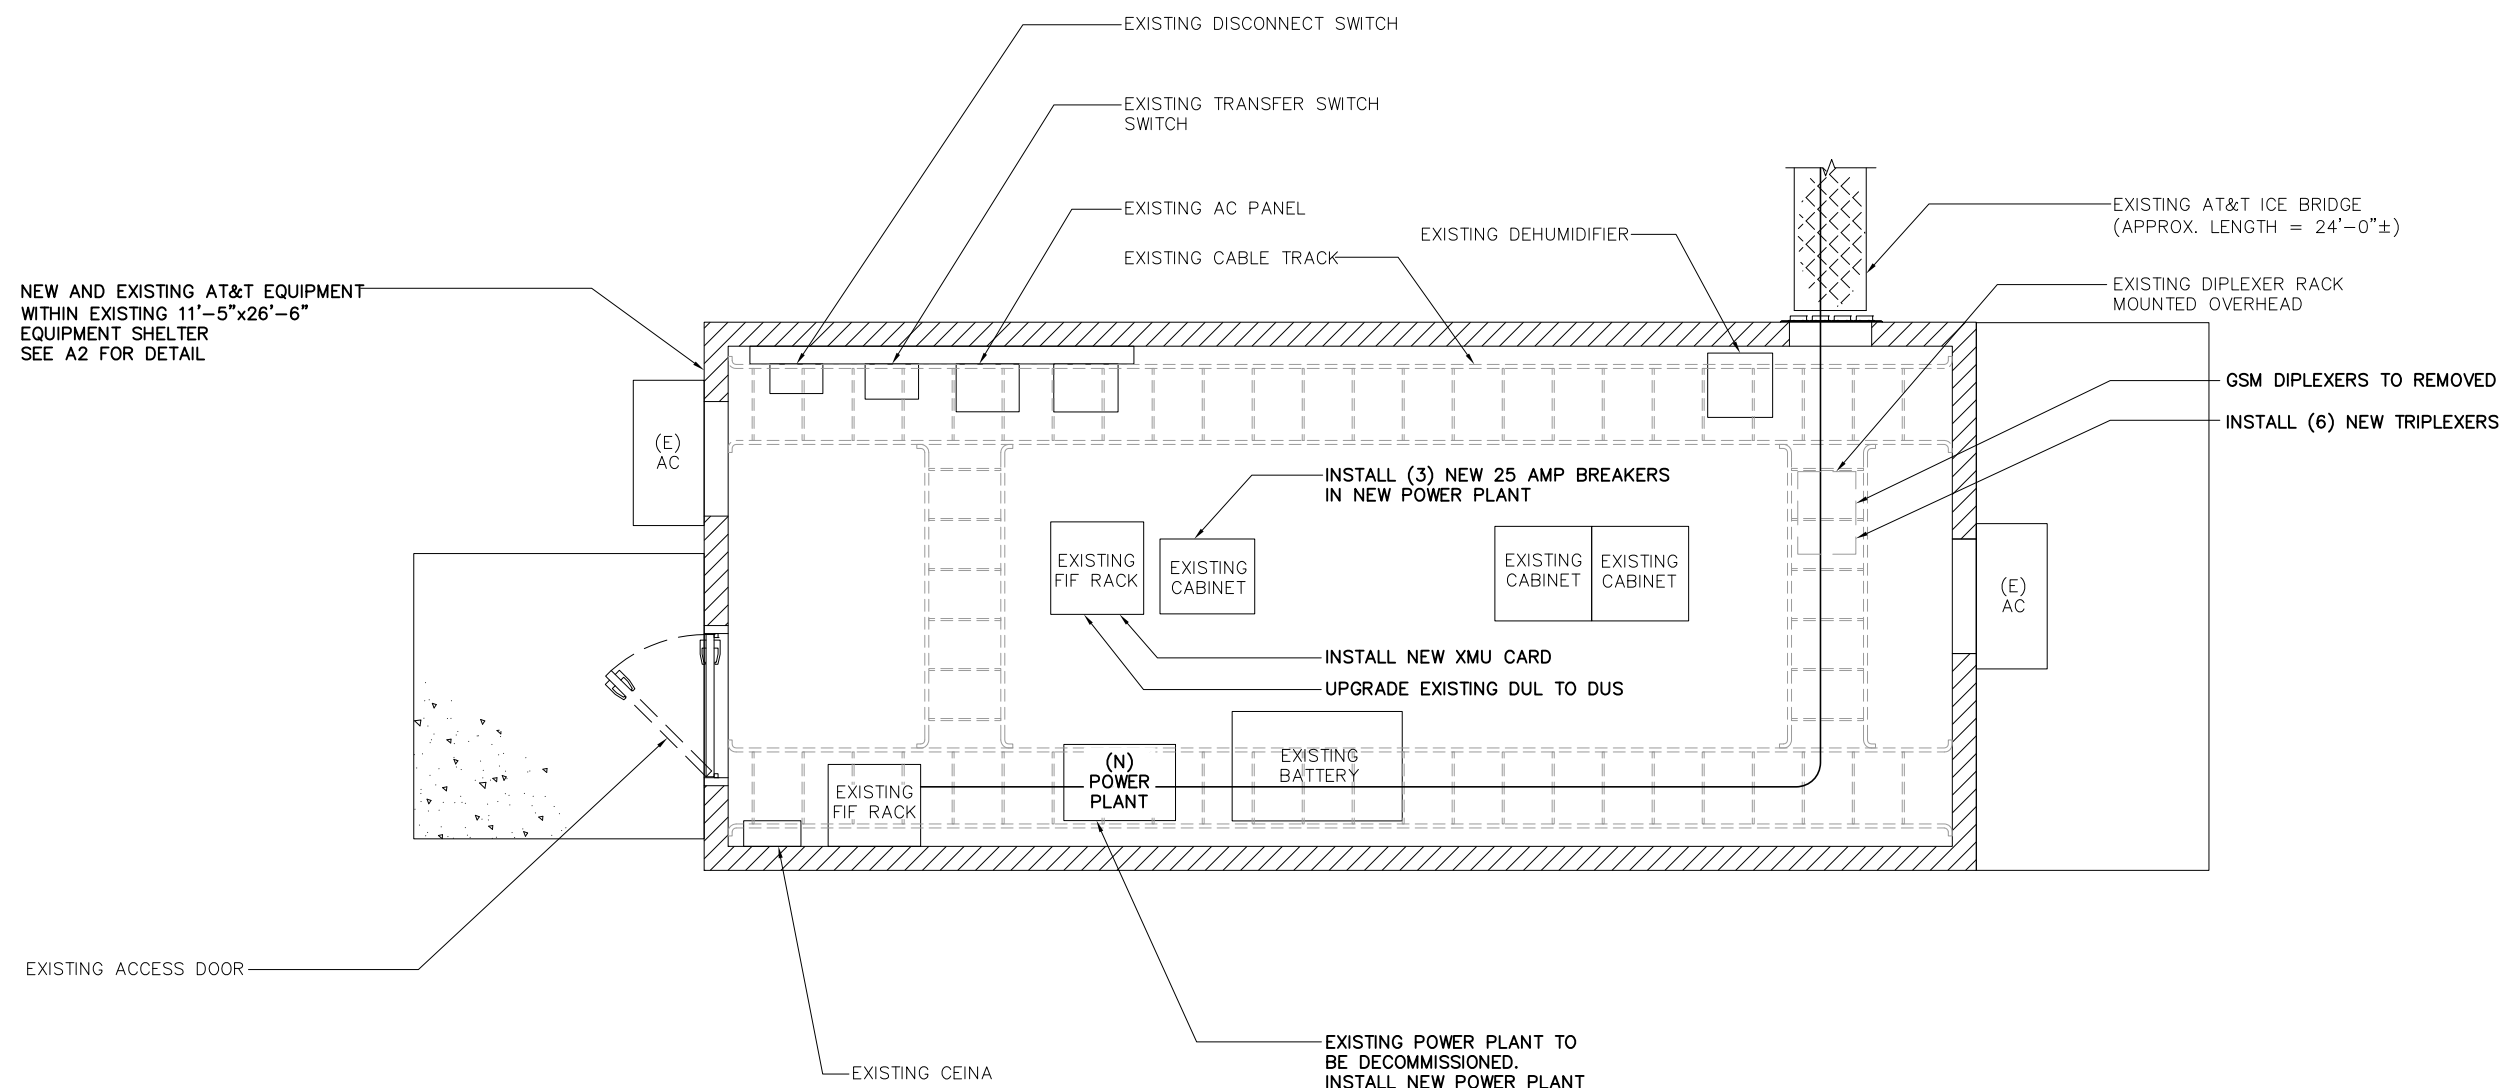 EXISTING DISCONNECT SWITCH
EXISTING TRANSFER SWITCH
SWITCH
EXISTING AC PANEL
EXISTING CABLE TRACK
EXISTING DEHUMIDIFIER
EXISTING AT&T ICE BRIDGE
(APPROX. LENGTH = 24'-0"±)
EXISTING DIPLEXER RACK
MOUNTED OVERHEAD
NEW AND EXISTING AT&T EQUIPMENT
WITHIN EXISTING 11'-5"x26'-6"
EQUIPMENT SHELTER
SEE A2 FOR DETAIL
GSM DIPLEXERS TO REMOVED
INSTALL (6) NEW TRIPLEXERS
(E)
AC
INSTALL (3) NEW 25 AMP BREAKERS
IN NEW POWER PLANT
EXISTING
FIF RACK
EXISTING
CABINET
EXISTING
CABINET
EXISTING
CABINET
(E)
AC
INSTALL NEW XMU CARD
UPGRADE EXISTING DUL TO DUS
EXISTING
FIF RACK
(N)
POWER
PLANT
EXISTING
BATTERY
EXISTING ACCESS DOOR
EXISTING CEINA
EXISTING POWER PLANT TO
BE DECOMMISSIONED.
INSTALL NEW POWER PLANT